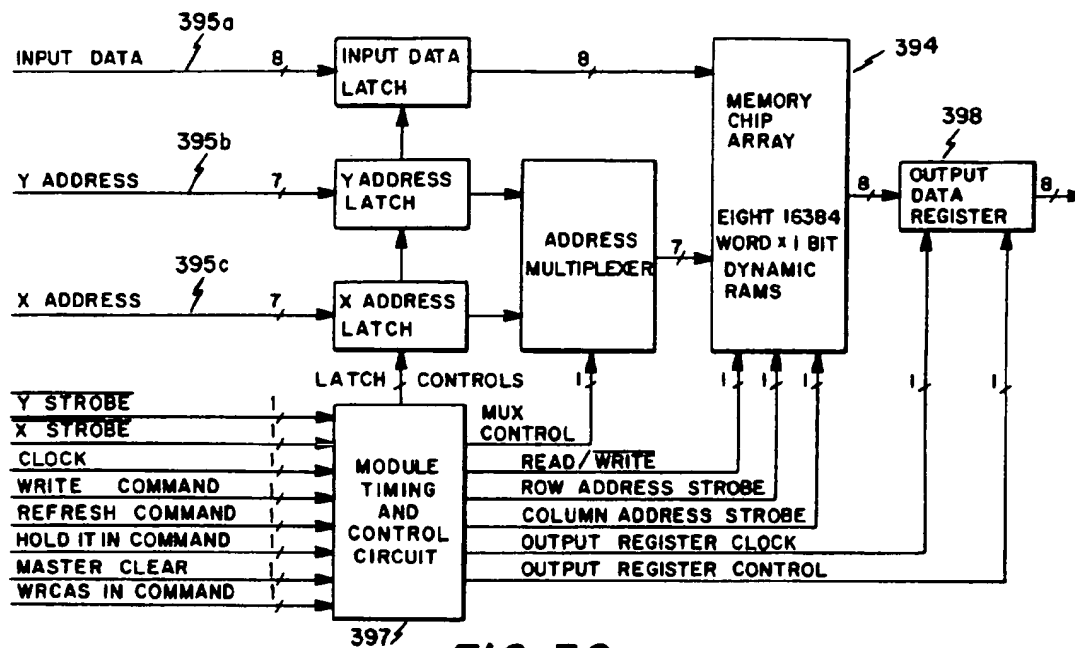 395a
INPUT DATA
8
INPUT DATA
LATCH
8
394
MEMORY
CHIP
ARRAY
EIGHT 16384
WORD x 1 BIT
DYNAMIC
RAMS
398
8
OUTPUT
DATA
REGISTER
8
395b
Y ADDRESS
7
Y ADDRESS
LATCH
ADDRESS
MULTIPLEXER
7
395c
X ADDRESS
7
X ADDRESS
LATCH
LATCH CONTROLS
1
1
1
1
1
1
Y STROBE
1
X STROBE
1
CLOCK
1
WRITE COMMAND
1
REFRESH COMMAND
1
HOLD IT IN COMMAND
1
MASTER CLEAR
1
WRCAS IN COMMAND
1
MODULE
TIMING
AND
CONTROL
CIRCUIT
MUX
CONTROL
READ/WRITE
ROW ADDRESS STROBE
COLUMN ADDRESS STROBE
OUTPUT REGISTER CLOCK
OUTPUT REGISTER CONTROL
397